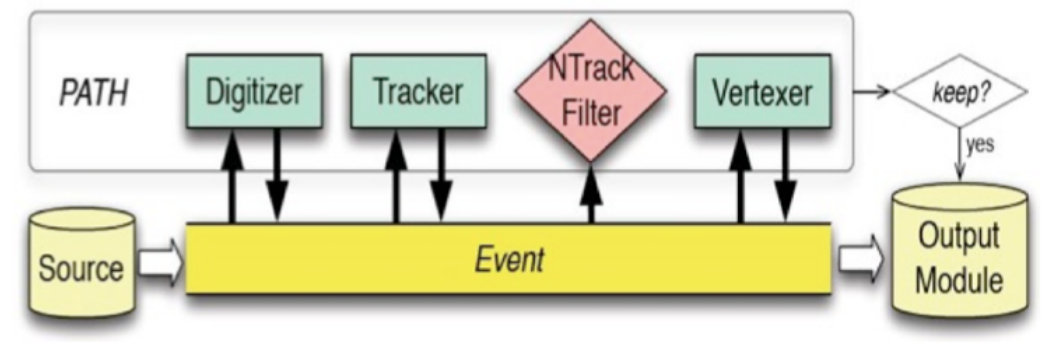 PATH
Digitizer
Tracker
NTrack
Filter
Vertexer
keep?
yes
Source
Event
Output
Module